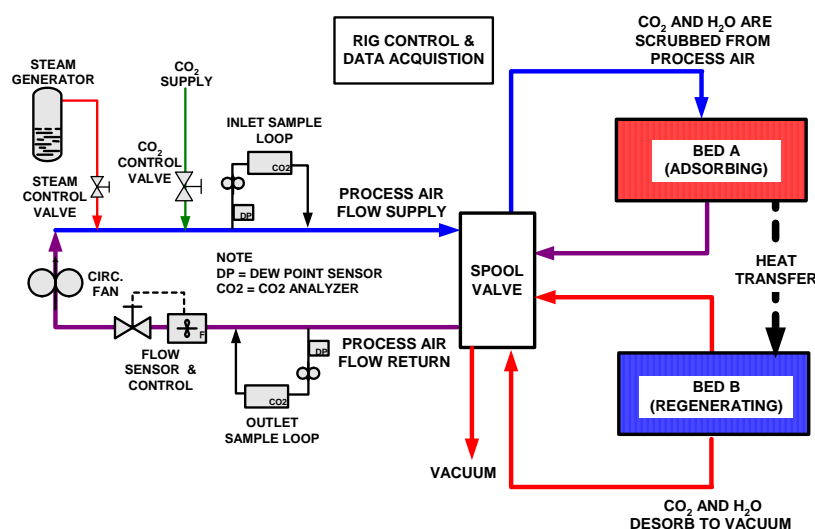 STEAM
GENERATOR
CO₂
SUPPLY
RIG CONTROL &
DATA ACQUISTION
CO₂ AND H₂O ARE
SCRUBBED FROM
PROCESS AIR
INLET SAMPLE
LOOP
CO2
DP
CO₂
CONTROL
VALVE
STEAM
CONTROL
VALVE
PROCESS AIR
FLOW SUPPLY
BED A
(ADSORBING)
SPOOL
VALVE
HEAT
TRANSFER
NOTE
DP = DEW POINT SENSOR
CO2 = CO2 ANALYZER
CIRC.
FAN
F
FLOW
SENSOR &
CONTROL
PROCESS AIR
FLOW RETURN
DP
CO2
OUTLET
SAMPLE LOOP
BED B
(REGENERATING)
VACUUM
CO₂ AND H₂O
DESORB TO VACUUM